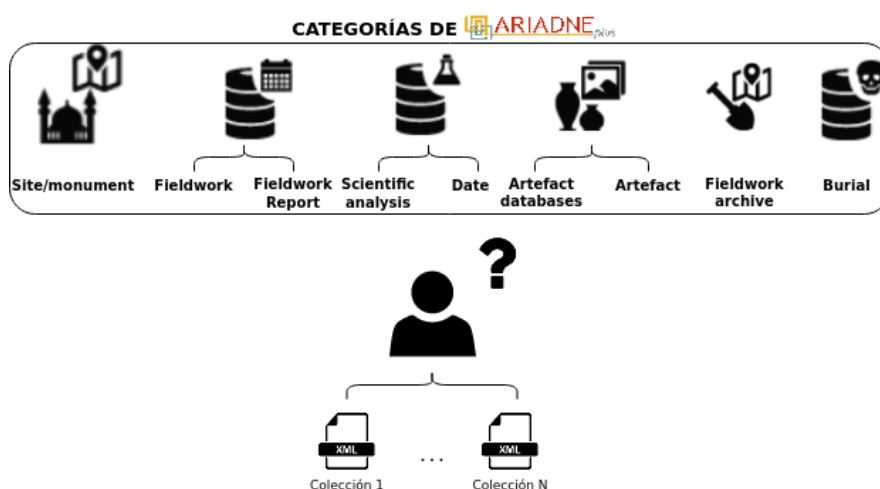 CATEGORÍAS DE ARIADNE plus
Site/monument
Fieldwork
Fieldwork
Report
Scientific
analysis
Date
Artefact
databases
Artefact
Fieldwork
archive
Burial
?
XML
...
XML
Colección 1
Colección N